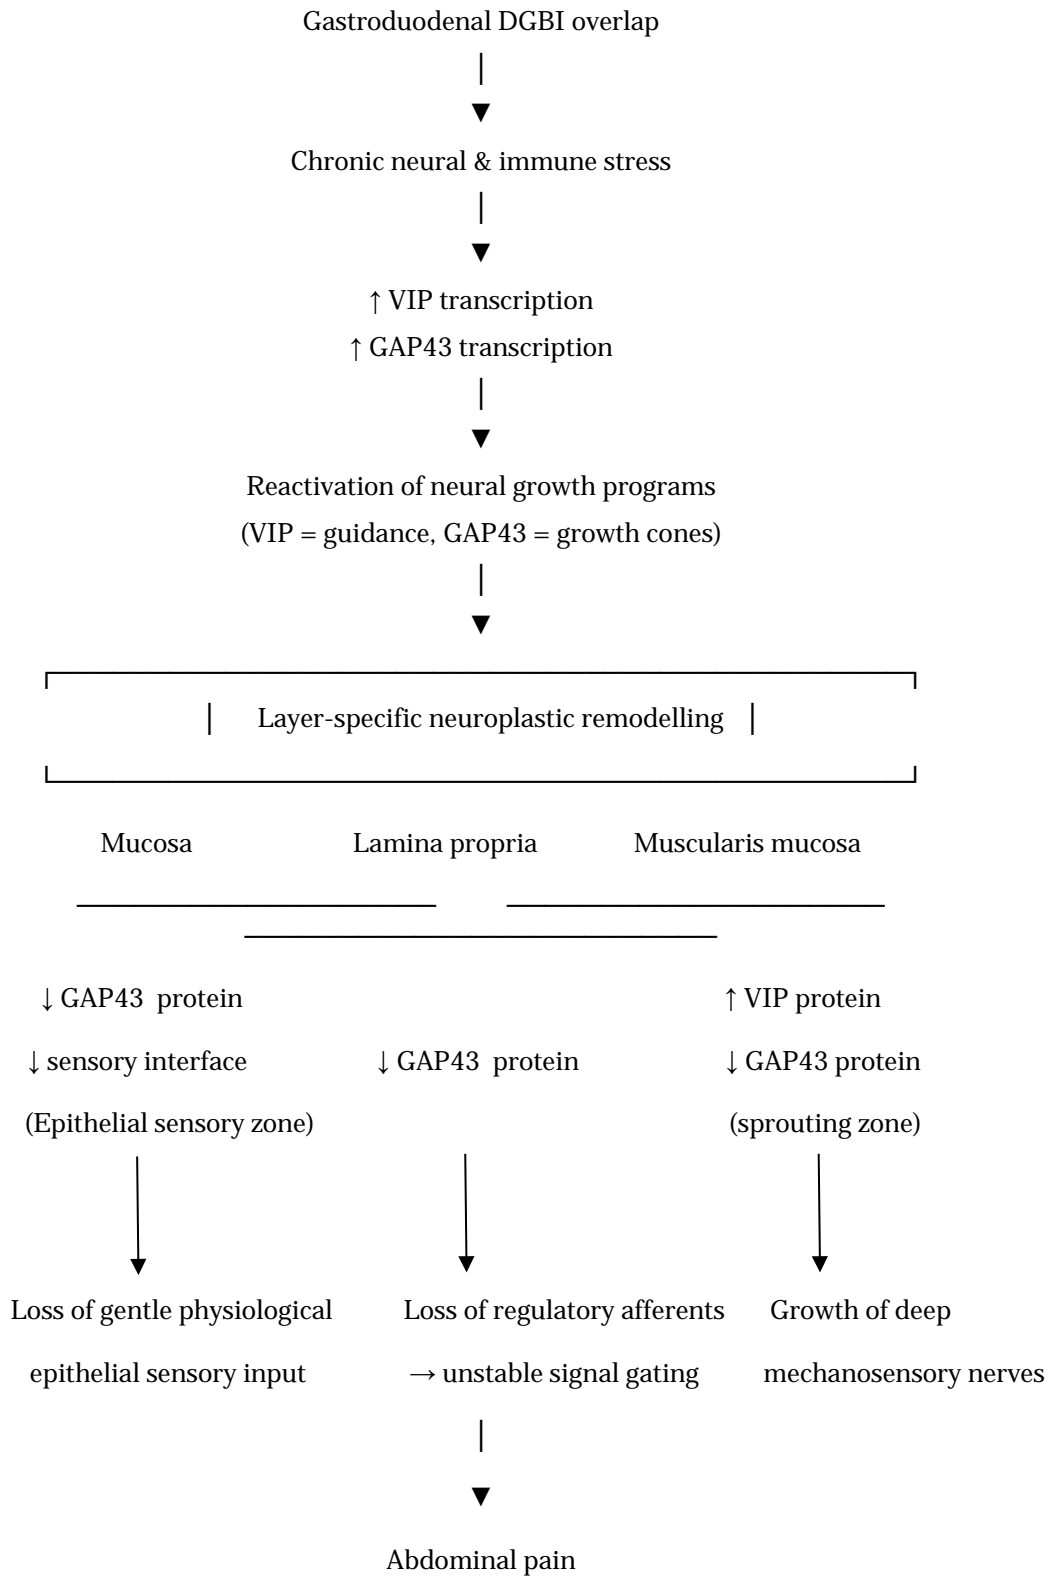 Gastroduodenal DGBI overlap
Chronic neural & immune stress
↑ VIP transcription
↑ GAP43 transcription
Reactivation of neural growth programs
(VIP = guidance, GAP43 = growth cones)
Layer-specific neuroplastic remodelling
Mucosa Lamina propria Muscularis mucosa
↓ GAP43 protein ↑ VIP protein
↓ sensory interface ↓ GAP43 protein ↓ GAP43 protein
(Epithelial sensory zone) (sprouting zone)
Loss of gentle physiological Loss of regulatory afferents Growth of deep
epithelial sensory input → unstable signal gating mechanosensory nerves
Abdominal pain